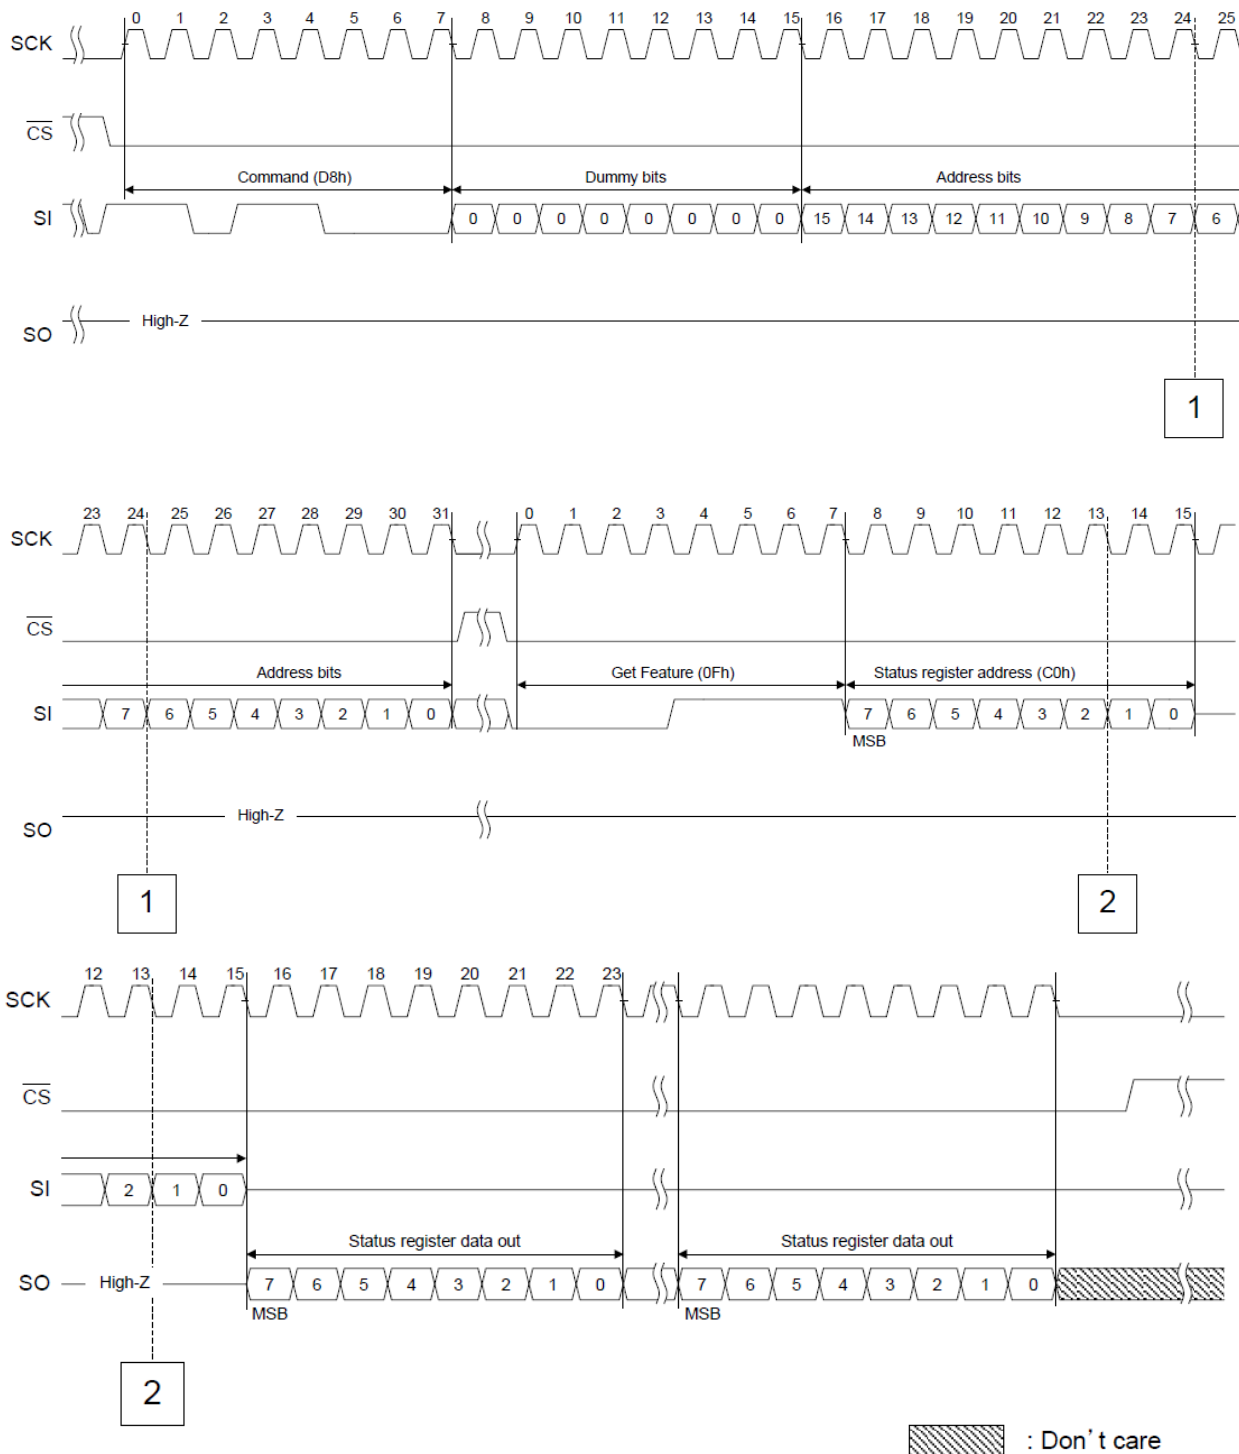 0 1 2 3 4 5 6 7 8 9 10 11 12 13 14 15 16 17 18 19 20 21 22 23 24 25
SCK
CS
Command (D8h) Dummy bits Address bits
SI 0 0 0 0 0 0 0 0 15 14 13 12 11 10 9 8 7 6
High-Z
SO
1
23 24 25 26 27 28 29 30 31 0 1 2 3 4 5 6 7 8 9 10 11 12 13 14 15
SCK
CS
Address bits Get Feature (0Fh) Status register address (C0h)
SI 7 6 5 4 3 2 1 0 7 6 5 4 3 2 1 0
MSB
High-Z
SO
1 2
12 13 14 15 16 17 18 19 20 21 22 23
SCK
CS
SI 2 1 0
Status register data out Status register data out
SO High-Z 7 6 5 4 3 2 1 0 7 6 5 4 3 2 1 0
MSB MSB
2
: Don't care